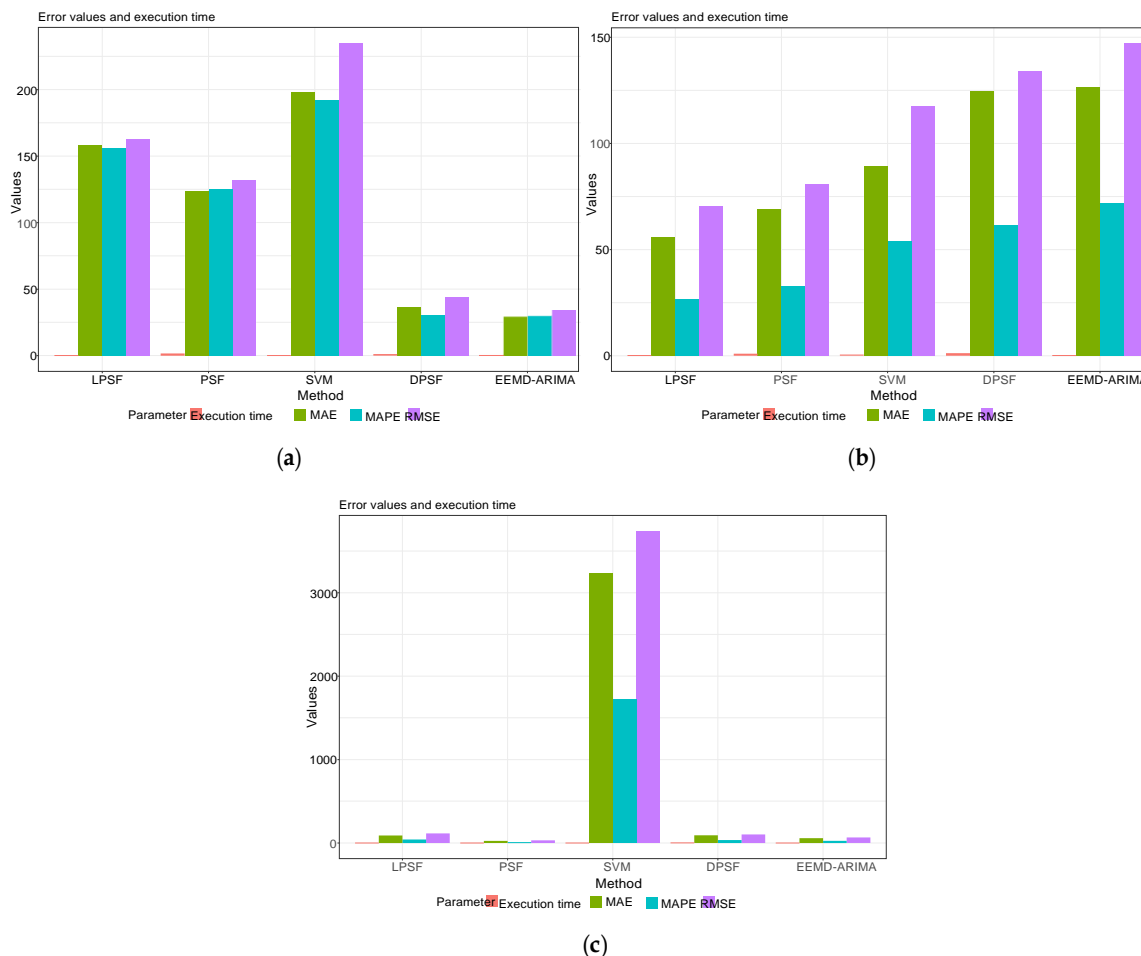 Error values and execution time
200
150
100
50
0
Values
LPSF PSF SVM DPSF EEMD-ARIMA
Method
Parameter Execution time MAE MAPE RMSE
(a)
Error values and execution time
150
100
50
0
Values
LPSF PSF SVM DPSF EEMD-ARIMA
Method
Parameter Execution time MAE MAPE RMSE
(b)
Error values and execution time
3000
2000
1000
0
Values
LPSF PSF SVM DPSF EEMD-ARIMA
Method
Parameter Execution time MAE MAPE RMSE
(c)